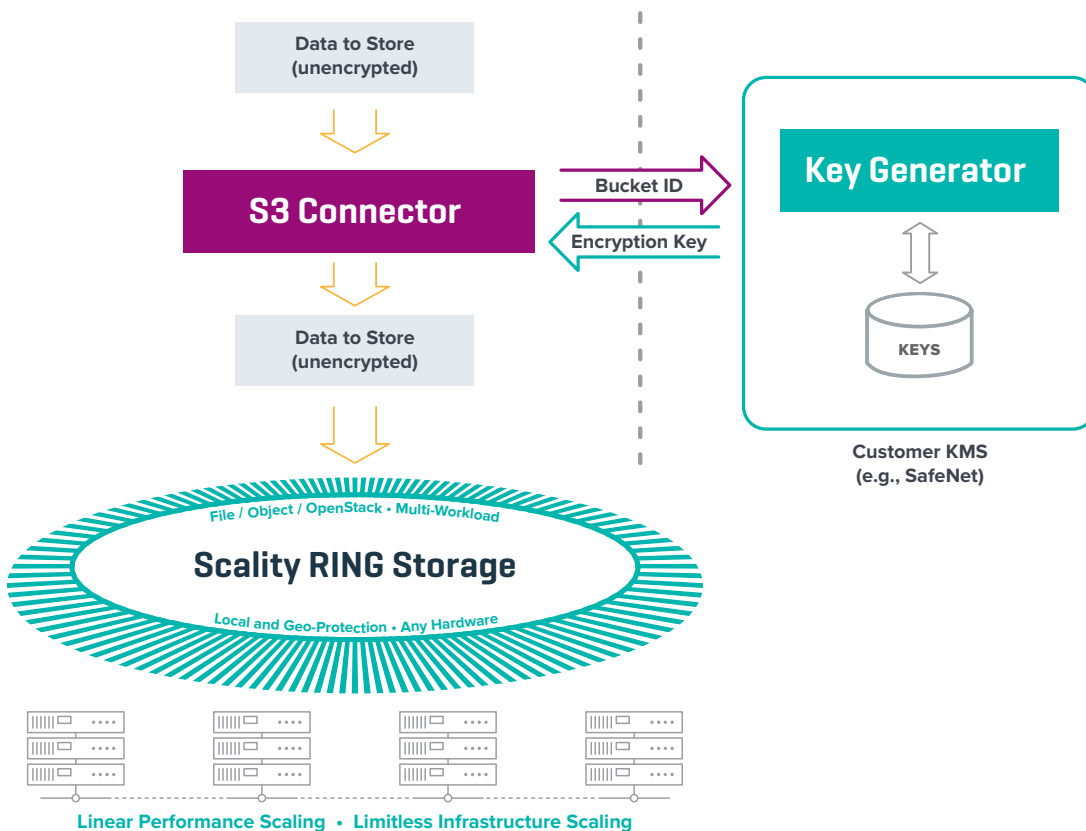 Data to Store
(unencrypted)
S3 Connector
Bucket ID
Encryption Key
Key Generator
KEYS
Customer KMS
(e.g., SafeNet)
Data to Store
(unencrypted)
File / Object / OpenStack • Multi-Workload
Scality RING Storage
Local and Geo-Protection • Any Hardware
Linear Performance Scaling • Limitless Infrastructure Scaling